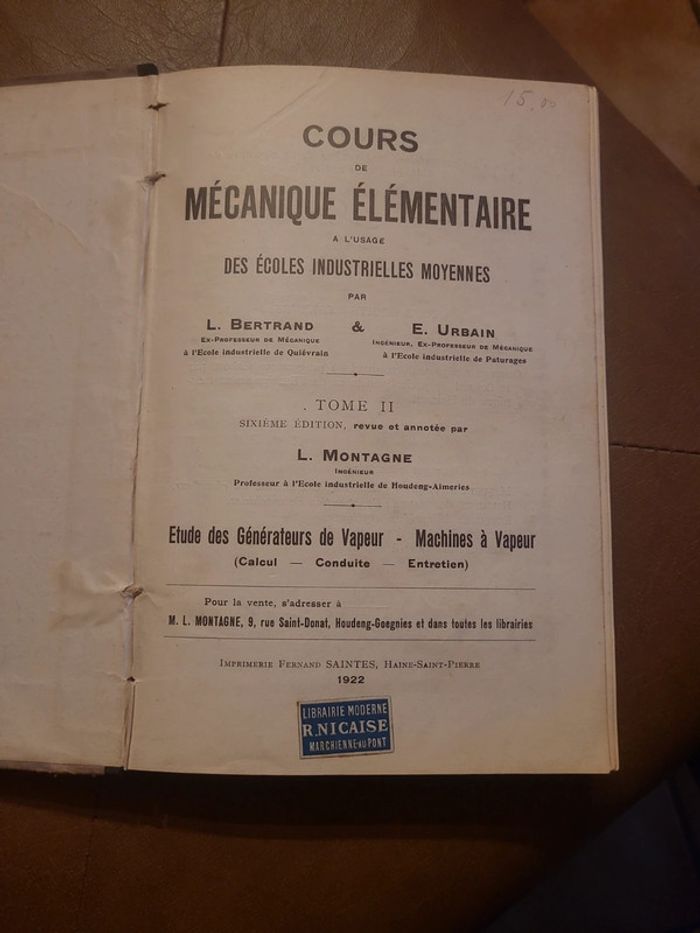 15,00
COURS
DE
MÉCANIQUE ÉLÉMENTAIRE
A L'USAGE
DES ÉCOLES INDUSTRIELLES MOYENNES
PAR
L. BERTRAND & E. URBAIN
EX-PROFESSEUR DE MÉCANIQUE INGÉNIEUR, EX-PROFESSEUR DE MÉCANIQUE
à l'Ecole industrielle de Quiévrain à l'Ecole industrielle de Paturages
TOME II
SIXIÈME ÉDITION, revue et annotée par
L. MONTAGNE
INGÉNIEUR
Professeur à l'Ecole industrielle de Houdeng-Aimeries
Etude des Générateurs de Vapeur - Machines à Vapeur
(Calcul — Conduite — Entretien)
Pour la vente, s'adresser à
M. L. MONTAGNE, 9, rue Saint-Donat, Houdeng-Goegnies et dans toutes les librairies
IMPRIMERIE FERNAND SAINTES, HAINE-SAINT-PIERRE
1922
LIBRAIRIE MODERNE
R. NICAISE
MARCHIENNE AU PONT